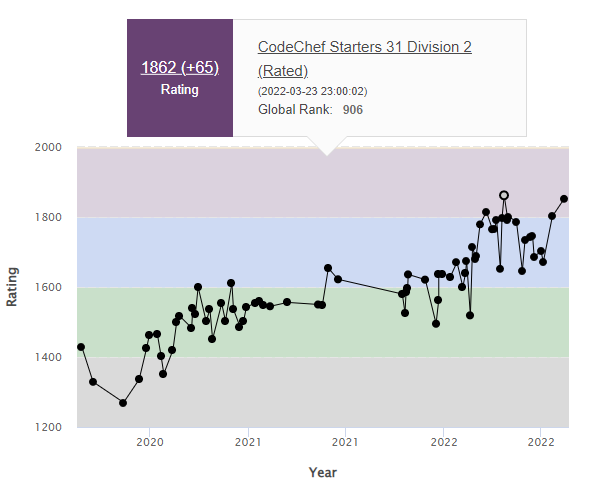 1862 (+65)
Rating
CodeChef Starters 31 Division 2
(Rated)
(2022-03-23 23:00:02)
Global Rank: 906
2000
1800
1600
1400
1200
Rating
2020
2021
2021
2022
2022
Year